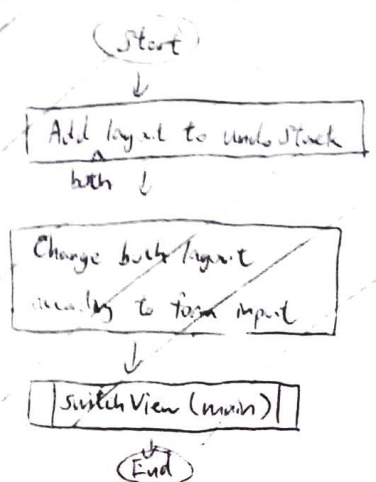 Start
Add layout to undo Stack
both
Change both layout
according to form input
switchView (main)
End